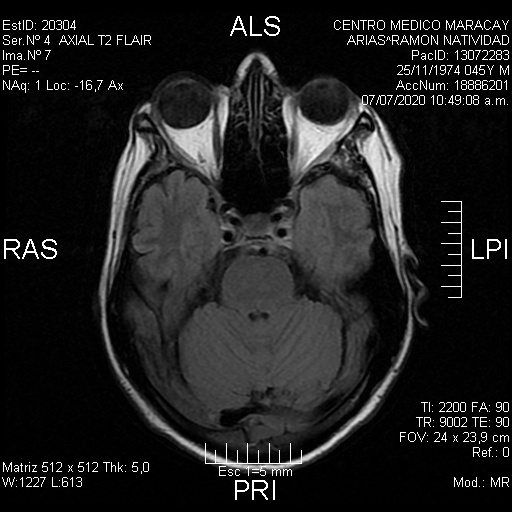 EstID: 20304
Ser.Nº 4 AXIAL T2 FLAIR
Ima.Nº 7
PE= --
NAq: 1 Loc: -16,7 Ax
ALS
CENTRO MEDICO MARACAY
ARIAS^RAMON NATIVIDAD
PacID: 13072283
25/11/1974 045Y M
AccNum: 18886201
07/07/2020 10:49:08 a.m.
RAS
LPI
Matriz 512 x 512 Thk: 5,0
W:1227 L:613
Esc 1=5 mm
PRI
TI: 2200 FA: 90
TR: 9002 TE: 90
FOV: 24 x 23,9 cm
Ref.: 0
Mod.: MR